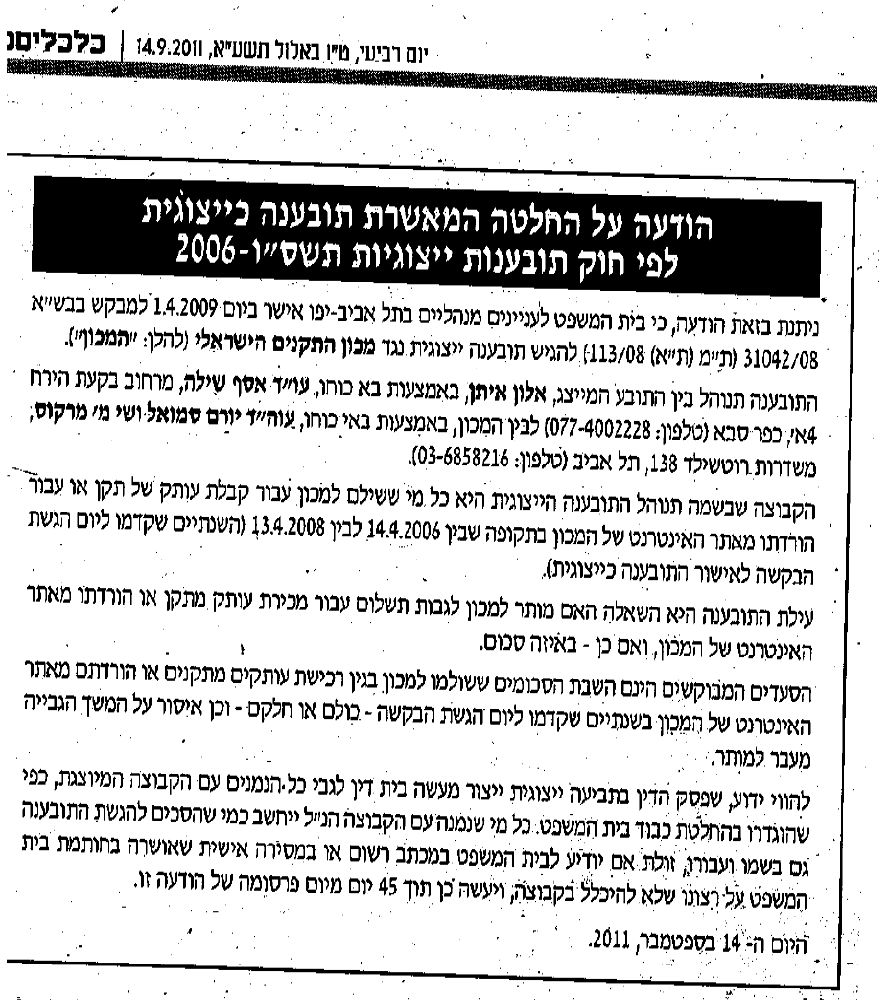 יום רביעי, ט"ו באלול תשע"א, 14.9.2011 | כלכליסט
הודעה על החלטה המאשרת תובענה כייצוגית
לפי חוק תובענות ייצוגיות תשס"ו-2006
ניתנת בזאת הודעה, כי בית המשפט לעניינים מנהליים בתל אביב-יפו אישר ביום 1.4.2009 למבקש בבש"א
31042/08 (ת"מ (ת"א) 113/08) להגיש תובענה ייצוגית נגד מכון התקנים הישראלי (להלן: "המכון").
התובענה תנוהל בין התובע המייצג, אלון איתן, באמצעות בא כוחו, עו"ד אסף שילה, מרחוב בקעת הירח
4א', כפר סבא (טלפון: 077-4002228) לבין המכון, באמצעות באי כוחו, עוה"ד יורם סמואל ושי מ' מרקוס,
משדרות רוטשילד 138, תל אביב (טלפון: 03-6858216).
הקבוצה שבשמה תנוהל התובענה הייצוגית היא כל מי ששילם למכון עבור קבלת עותק של תקן או עבור
הורדתו מאתר האינטרנט של המכון בתקופה שבין 14.4.2006 לבין 13.4.2008 (השנתיים שקדמו ליום הגשת
הבקשה לאישור התובענה כייצוגית).
עילת התובענה היא השאלה האם מותר למכון לגבות תשלום עבור מכירת עותק מתקן או הורדתו מאתר
האינטרנט של המכון, ואם כן - באיזה סכום.
הסעדים המבוקשים הינם השבת הסכומים ששולמו למכון בגין רכישת עותקים מתקנים או הורדתם מאתר
האינטרנט של המכון בשנתיים שקדמו ליום הגשת הבקשה - כולם או חלקם - וכן איסור על המשך הגבייה
מעבר למותר.
להווי ידוע, שפסק הדין בתביעה ייצוגית ייצור מעשה בית דין לגבי כל הנמנים עם הקבוצה המיוצגת, כפי
שהוגדרו בהחלטת כבוד בית המשפט. כל מי שנמנה עם הקבוצה הנ"ל ייחשב כמי שהסכים להגשת התובענה
גם בשמו ועבורו, זולת אם יודיע לבית המשפט במכתב רשום או במסירה אישית שאושרה בחותמת בית
המשפט על רצונו שלא להיכלל בקבוצה, ויעשה כן תוך 45 יום מיום פרסומה של הודעה זו.
היום ה- 14 בספטמבר, 2011.